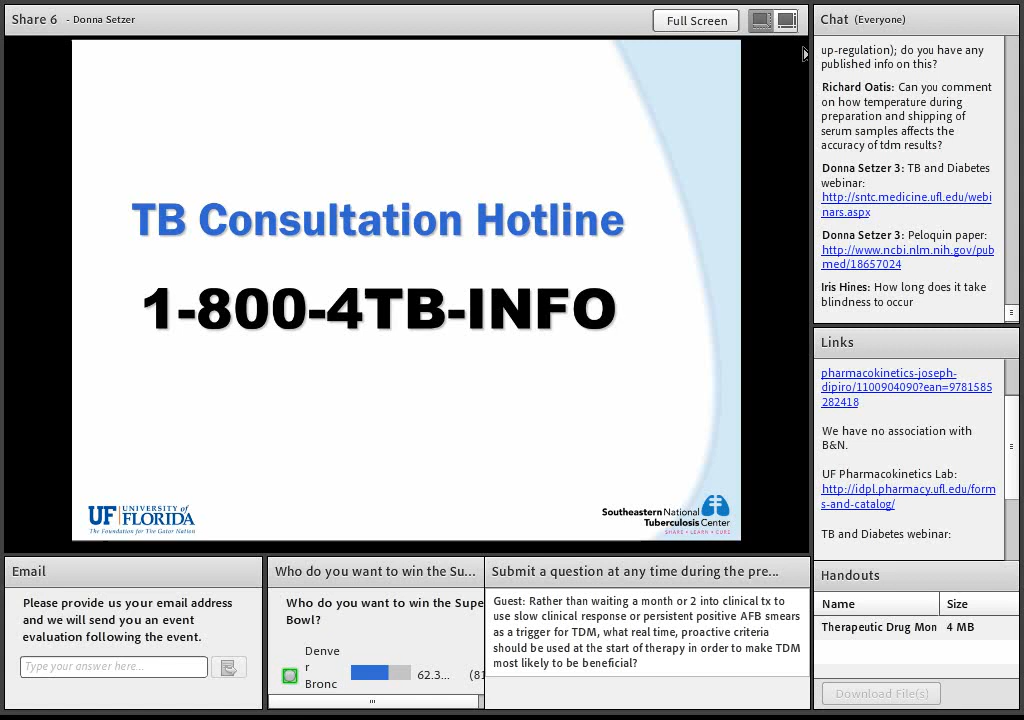 Share 6 - Donna Setzer
Full Screen
TB Consultation Hotline
1-800-4TB-INFO
UF UNIVERSITY of
FLORIDA
The Foundation for The Gator Nation
Southeastern National
Tuberculosis Center
SHARE • LEARN • CURE
Chat (Everyone)
up-regulation); do you have any
published info on this?
Richard Oatis: Can you comment
on how temperature during
preparation and shipping of
serum samples affects the
accuracy of tdm results?
Donna Setzer 3: TB and Diabetes
webinar:
http://sntc.medicine.ufl.edu/webi
nars.aspx
Donna Setzer 3: Peloquin paper:
http://www.ncbi.nlm.nih.gov/pub
med/18657024
Iris Hines: How long does it take
blindness to occur
Links
pharmacokinetics-joseph-
dipiro/1100904090?ean=9781585
282418
We have no association with
B&N.
UF Pharmacokinetics Lab:
http://idpl.pharmacy.ufl.edu/form
s-and-catalog/
TB and Diabetes webinar:
Email
Please provide us your email address
and we will send you an event
evaluation following the event.
Type your answer here...
Who do you want to win the Su...
Who do you want to win the Supe
Bowl?
Denve
r
Bronc
62.3... (81
Submit a question at any time during the pre...
Guest: Rather than waiting a month or 2 into clinical tx to
use slow clinical response or persistent positive AFB smears
as a trigger for TDM, what real time, proactive criteria
should be used at the start of therapy in order to make TDM
most likely to be beneficial?
Handouts
Name Size
Therapeutic Drug Mon 4 MB
Download File(s)